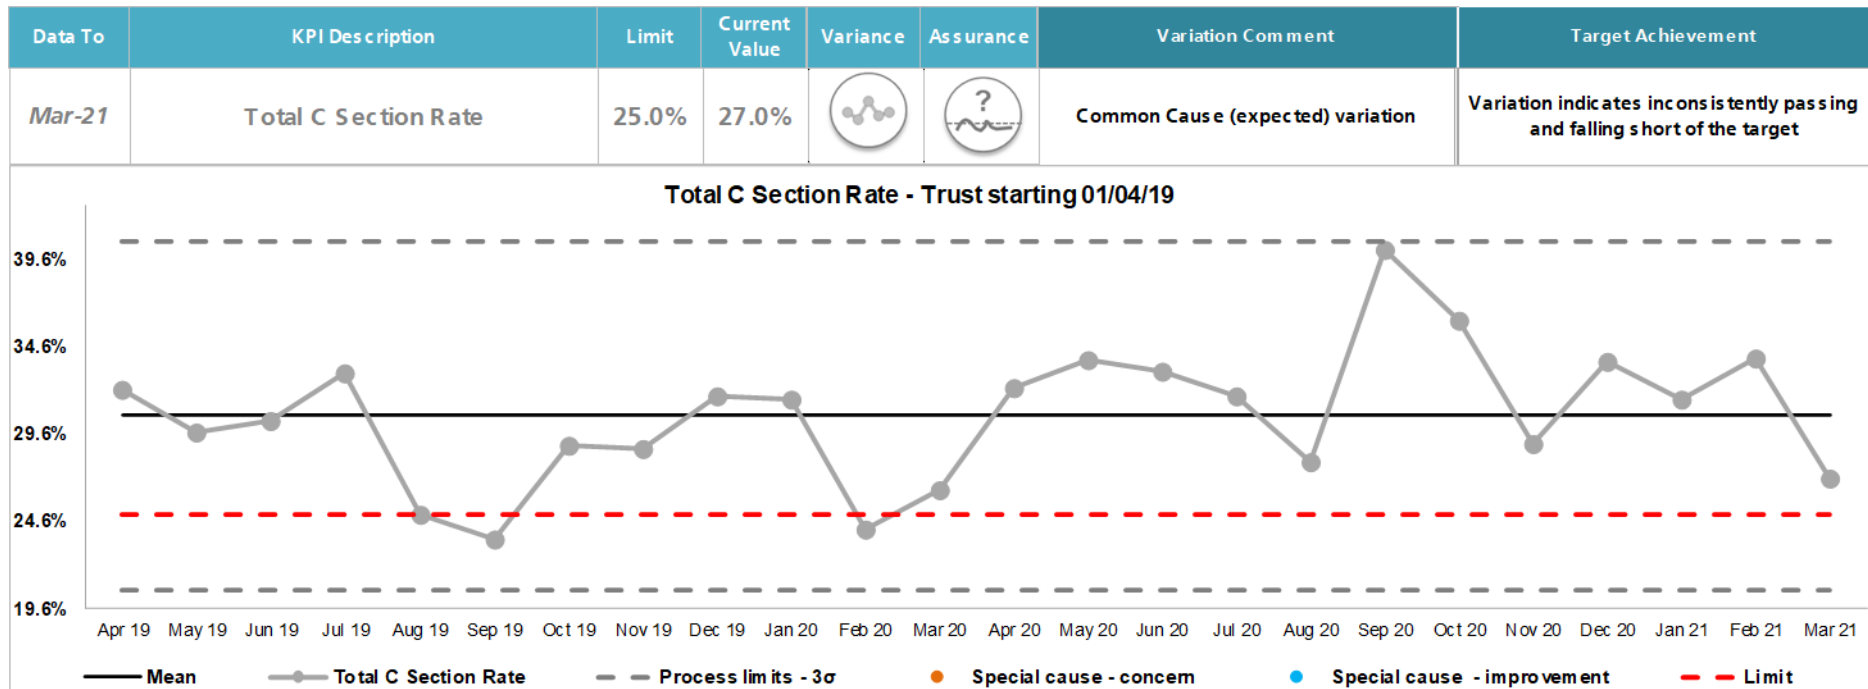 Data To
KPI Description
Limit
Current
Value
Variance
Assurance
Variation Comment
Target Achievement
Mar-21
Total C Section Rate
25.0%
27.0%
?
Common Cause (expected) variation
Variation indicates inconsistently passing
and falling short of the target
Total C Section Rate - Trust starting 01/04/19
39.6%
34.6%
29.6%
24.6%
19.6%
Apr 19 May 19 Jun 19 Jul 19 Aug 19 Sep 19 Oct 19 Nov 19 Dec 19 Jan 20 Feb 20 Mar 20 Apr 20 May 20 Jun 20 Jul 20 Aug 20 Sep 20 Oct 20 Nov 20 Dec 20 Jan 21 Feb 21 Mar 21
Mean Total C Section Rate Process limits - 3σ Special cause - concern Special cause - improvement Limit